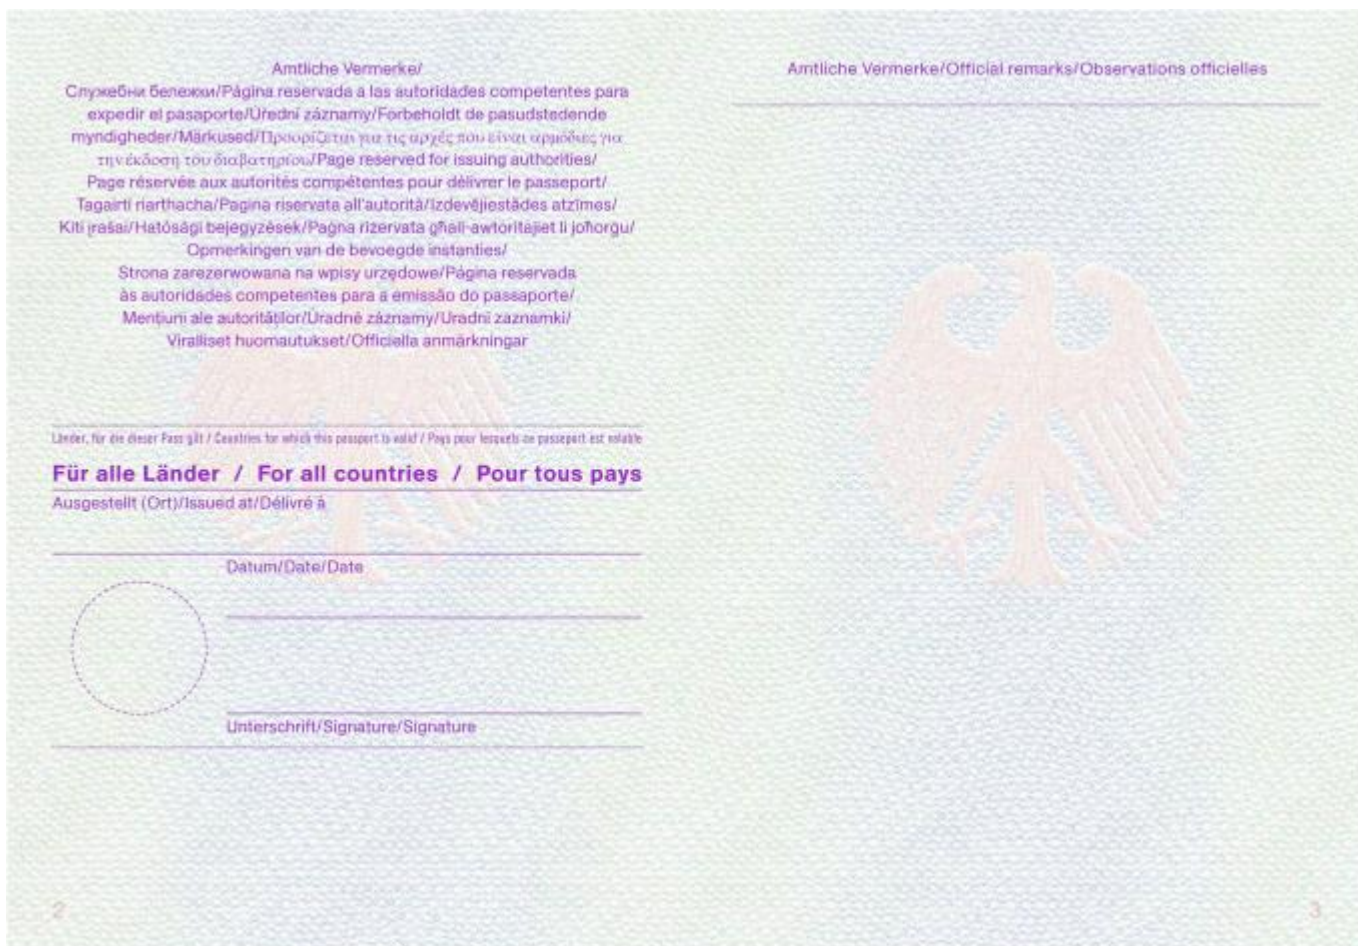 Amtliche Vermerke/
Служебни бележки/Página reservada a las autoridades competentes para
expedir el pasaporte/Úřední záznamy/Forbeholdt de pasudstedende
myndigheder/Märkused/Προορίζεται για τις αρχές που είναι αρμόδιες για
την έκδοση του διαβατηρίου/Page reserved for issuing authorities/
Page réservée aux autorités compétentes pour délivrer le passeport/
Tagairtí riarthacha/Pagina riservata all'autorità/Izdevējiestādes atzīmes/
Kiti įrašai/Hatósági bejegyzések/Paġna riżervata għall-awtoritajiet li joħorġu/
Opmerkingen van de bevoegde instanties/
Strona zarezerwowana na wpisy urzędowe/Página reservada
às autoridades competentes para a emissão do passaporte/
Mențiuni ale autorităților/Úradné záznamy/Uradni zaznamki/
Viralliset huomautukset/Officiella anmärkningar
Länder, für die dieser Pass gilt / Countries for which this passport is valid / Pays pour lesquels ce passeport est valable
Für alle Länder / For all countries / Pour tous pays
Ausgestellt (Ort)/Issued at/Délivré à
Datum/Date/Date
Unterschrift/Signature/Signature
2
Amtliche Vermerke/Official remarks/Observations officielles
3